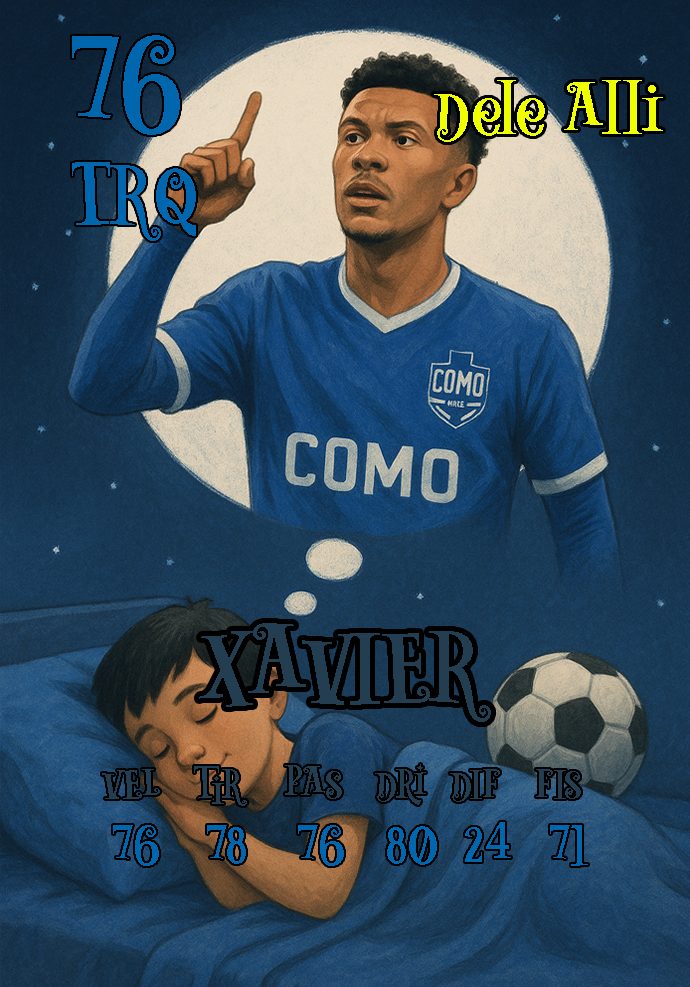 76
Dele Alli
TRQ
COMO
COMO
XAVIER
VEL TIR PAS DRI DIF FIS
76 78 76 80 24 71